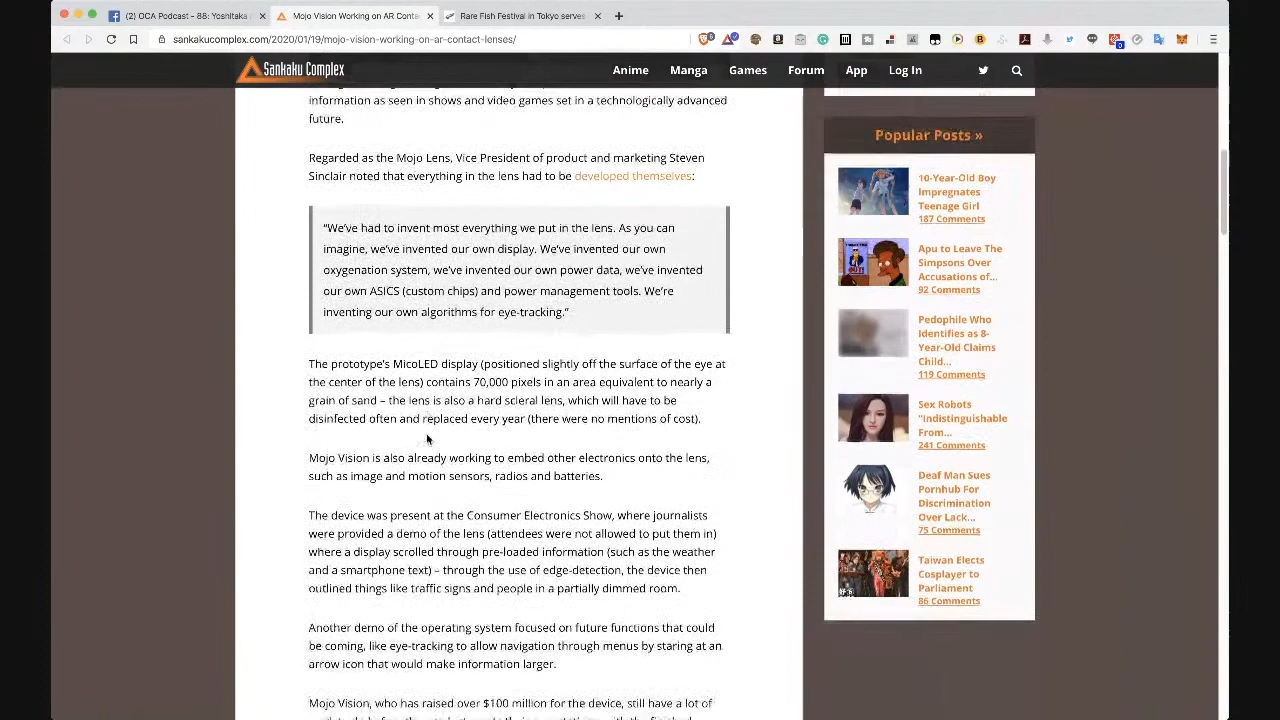 (2) OCA Podcast - 88: Yoshitaka
Mojo Vision Working on AR Conta
Rare Fish Festival in Tokyo serves
sankakucomplex.com/2020/01/19/mojo-vision-working-on-ar-contact-lenses/
Sankaku Complex
Anime
Manga
Games
Forum
App
Log In
information as seen in shows and video games set in a technologically advanced
future.
Regarded as the Mojo Lens, Vice President of product and marketing Steven
Sinclair noted that everything in the lens had to be developed themselves:
“We’ve had to invent most everything we put in the lens. As you can
imagine, we’ve invented our own display. We’ve invented our own
oxygenation system, we’ve invented our own power data, we’ve invented
our own ASICS (custom chips) and power management tools. We’re
inventing our own algorithms for eye-tracking.”
The prototype’s MicoLED display (positioned slightly off the surface of the eye at
the center of the lens) contains 70,000 pixels in an area equivalent to nearly a
grain of sand – the lens is also a hard scleral lens, which will have to be
disinfected often and replaced every year (there were no mentions of cost).
Mojo Vision is also already working to embed other electronics onto the lens,
such as image and motion sensors, radios and batteries.
The device was present at the Consumer Electronics Show, where journalists
were provided a demo of the lens (attendees were not allowed to put them in)
where a display scrolled through pre-loaded information (such as the weather
and a smartphone text) – through the use of edge-detection, the device then
outlined things like traffic signs and people in a partially dimmed room.
Another demo of the operating system focused on future functions that could
be coming, like eye-tracking to allow navigation through menus by staring at an
arrow icon that would make information larger.
Mojo Vision, who has raised over $100 million for the device, still have a lot of
Popular Posts »
10-Year-Old Boy
Impregnates
Teenage Girl
187 Comments
Apu to Leave The
Simpsons Over
Accusations of...
92 Comments
Pedophile Who
Identifies as 8-
Year-Old Claims
Child...
119 Comments
Sex Robots
“Indistinguishable
From...
241 Comments
Deaf Man Sues
Pornhub For
Discrimination
Over Lack...
75 Comments
Taiwan Elects
Cosplayer to
Parliament
86 Comments